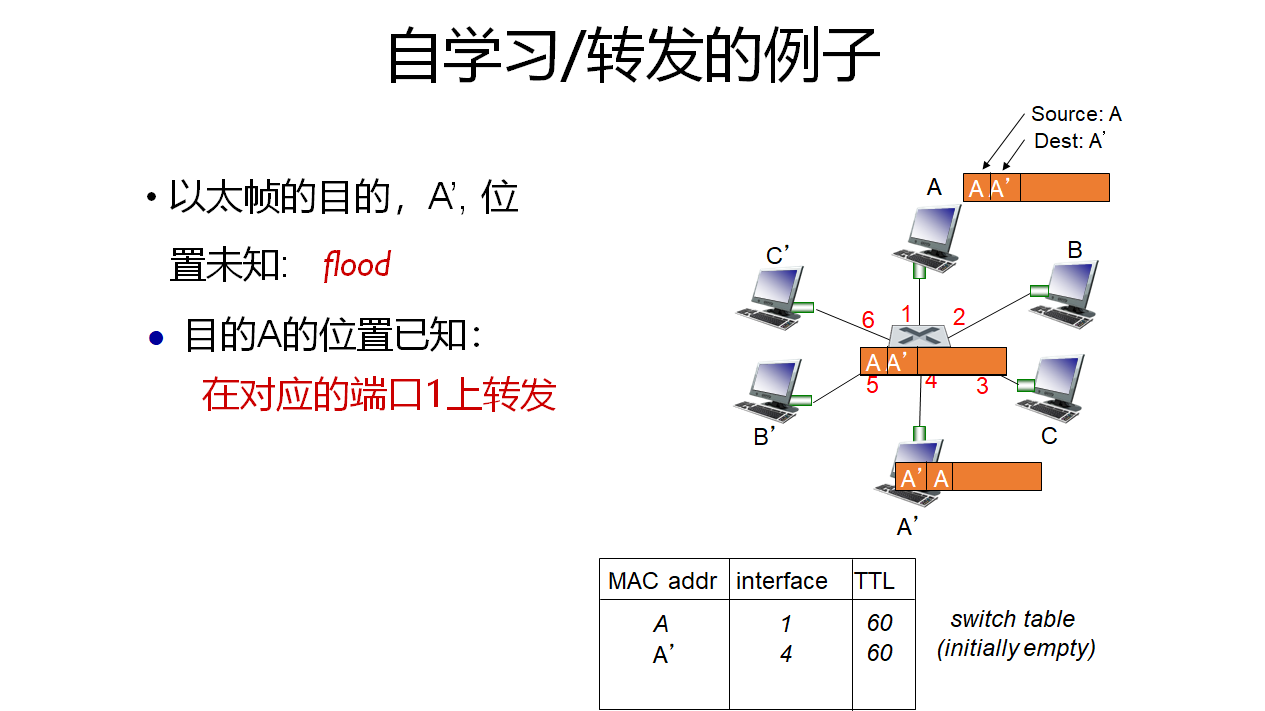 自学习/转发的例子
• 以太帧的目的，A’, 位
置未知: flood
• 目的A的位置已知：
在对应的端口1上转发
Source: A
Dest: A’
A
A A’
C’
B
6
1
2
A A’
5
4
3
B’
C
A’ A
A’
MAC addr interface TTL
A 1 60
A’ 4 60
switch table
(initially empty)